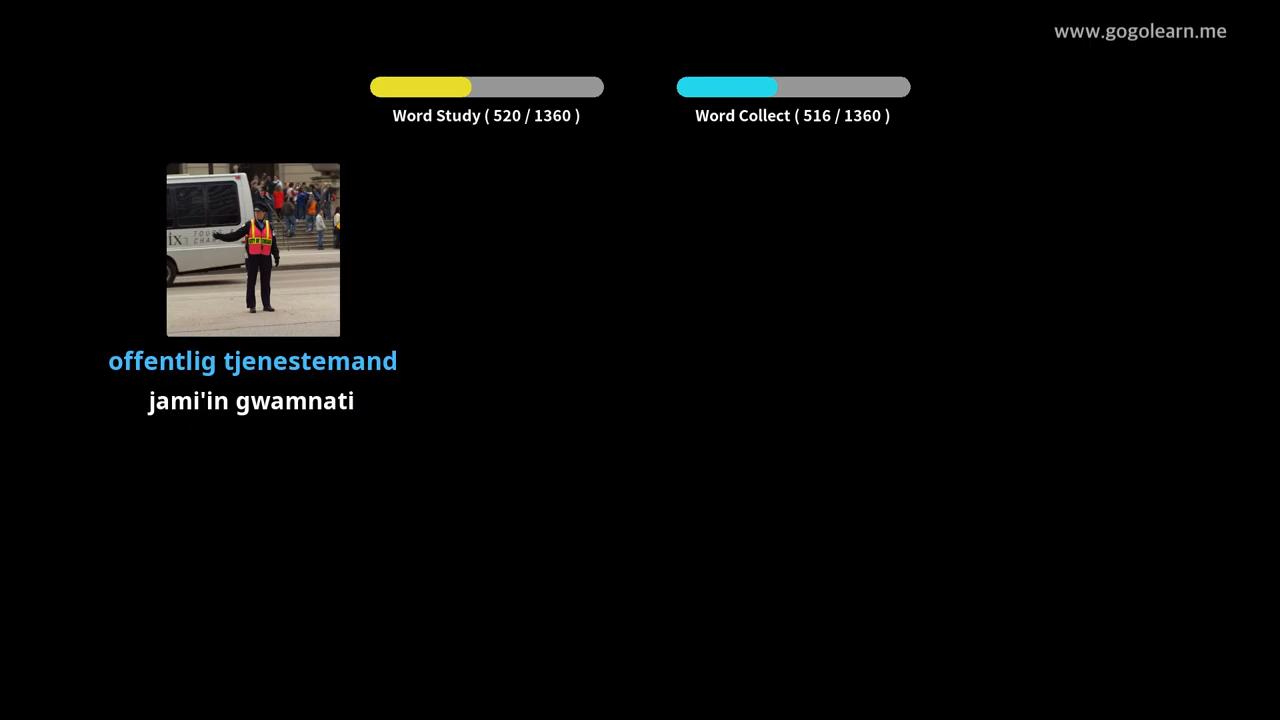 www.gogolearn.me
Word Study ( 520 / 1360 )
Word Collect ( 516 / 1360 )
offentlig tjenestemand
jami'in gwamnati